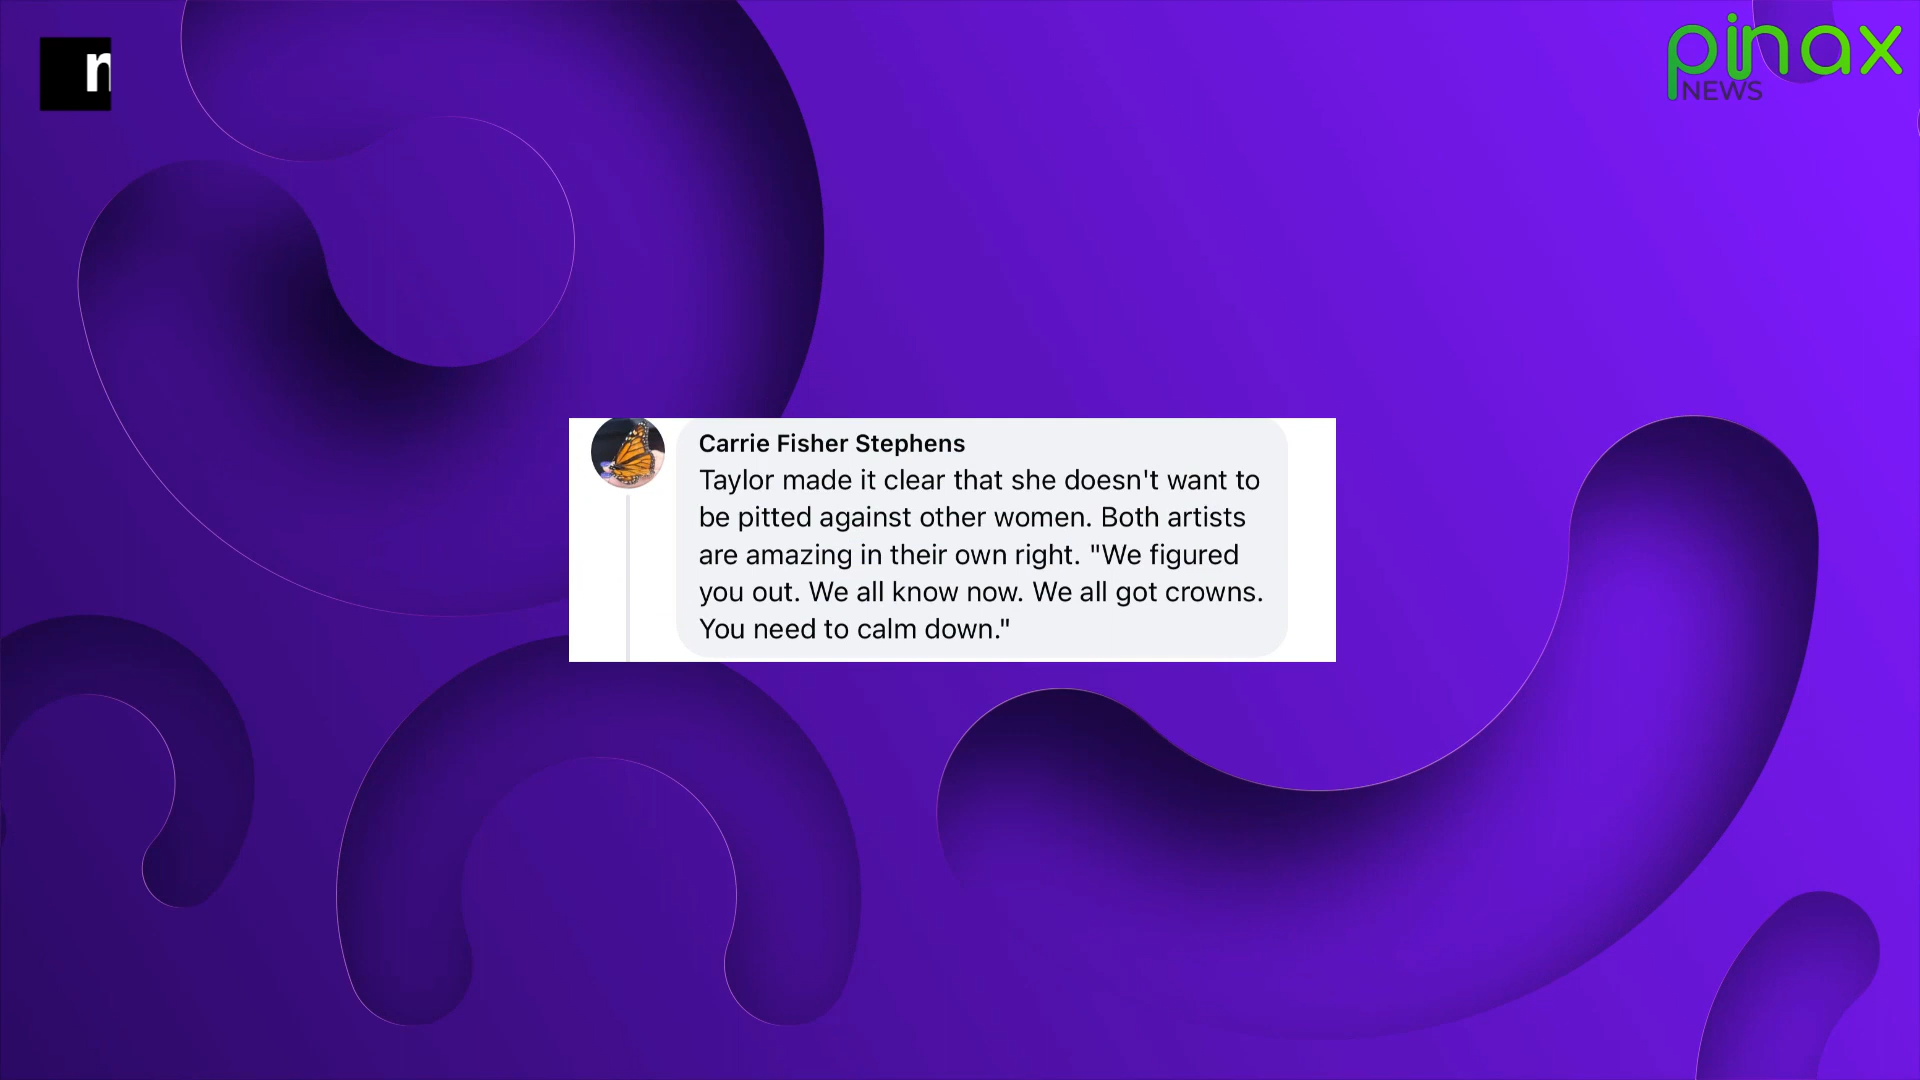 n
pinax
NEWS
Carrie Fisher Stephens
Taylor made it clear that she doesn't want to
be pitted against other women. Both artists
are amazing in their own right. "We figured
you out. We all know now. We all got crowns.
You need to calm down."